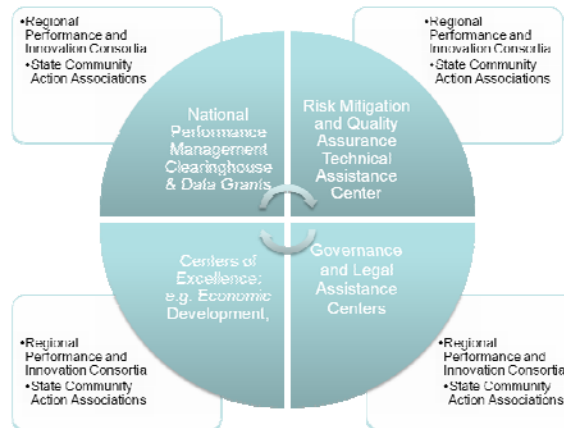 •Regional
Performance and
Innovation Consortia
•State Community
Action Associations
•Regional
Performance and
Innovation Consortia
•State Community
Action Associations
National
Performance
Management
Clearinghouse
& Data Grants
Risk Mitigation
and Quality
Assurance
Technical
Assistance
Center
Centers of
Excellence:
e.g. Economic
Development,
Governance
and Legal
Assistance
Centers
•Regional
Performance and
Innovation Consortia
•State Community
Action Associations
•Regional
Performance and
Innovation Consortia
•State Community
Action Associations